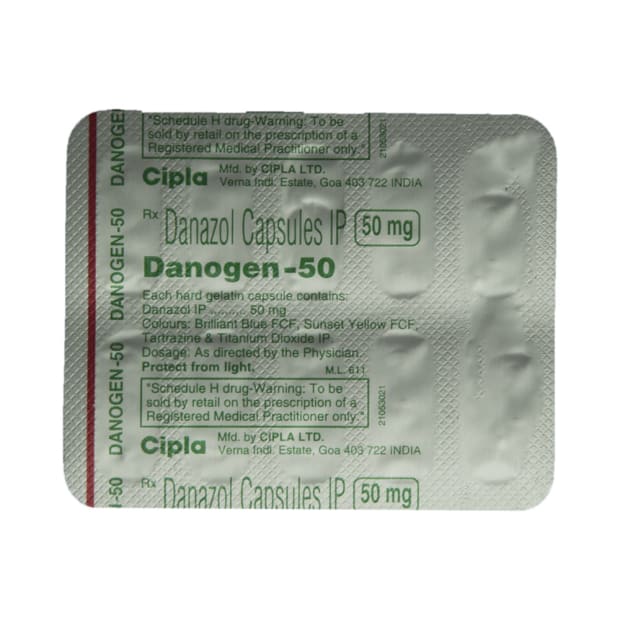 DANOGEN-50 DANOGEN-50 DANOGEN
-50
"Schedule H drug-Warning: To be
sold by retail on the prescription of a
Registered Medical Practitioner only."
21063021
Cipla
Mfd. by CIPLA LTD.
Verna Indl. Estate, Goa 403 722 INDIA
Rx Danazol Capsules IP 50 mg
Danogen-50
Each hard gelatin capsule contains:
Danazol IP .......... 50 mg
Colours: Brilliant Blue FCF, Sunset Yellow FCF,
Tartrazine & Titanium Dioxide IP.
Dosage: As directed by the Physician.
Protect from light.
M.L. 611
"Schedule H drug-Warning: To be
sold by retail on the prescription of a
Registered Medical Practitioner only."
21063021
Cipla
Mfd. by CIPLA LTD.
Verna Indl. Estate, Goa 403 722 INDIA
Rx Danazol Capsules IP 50 mg